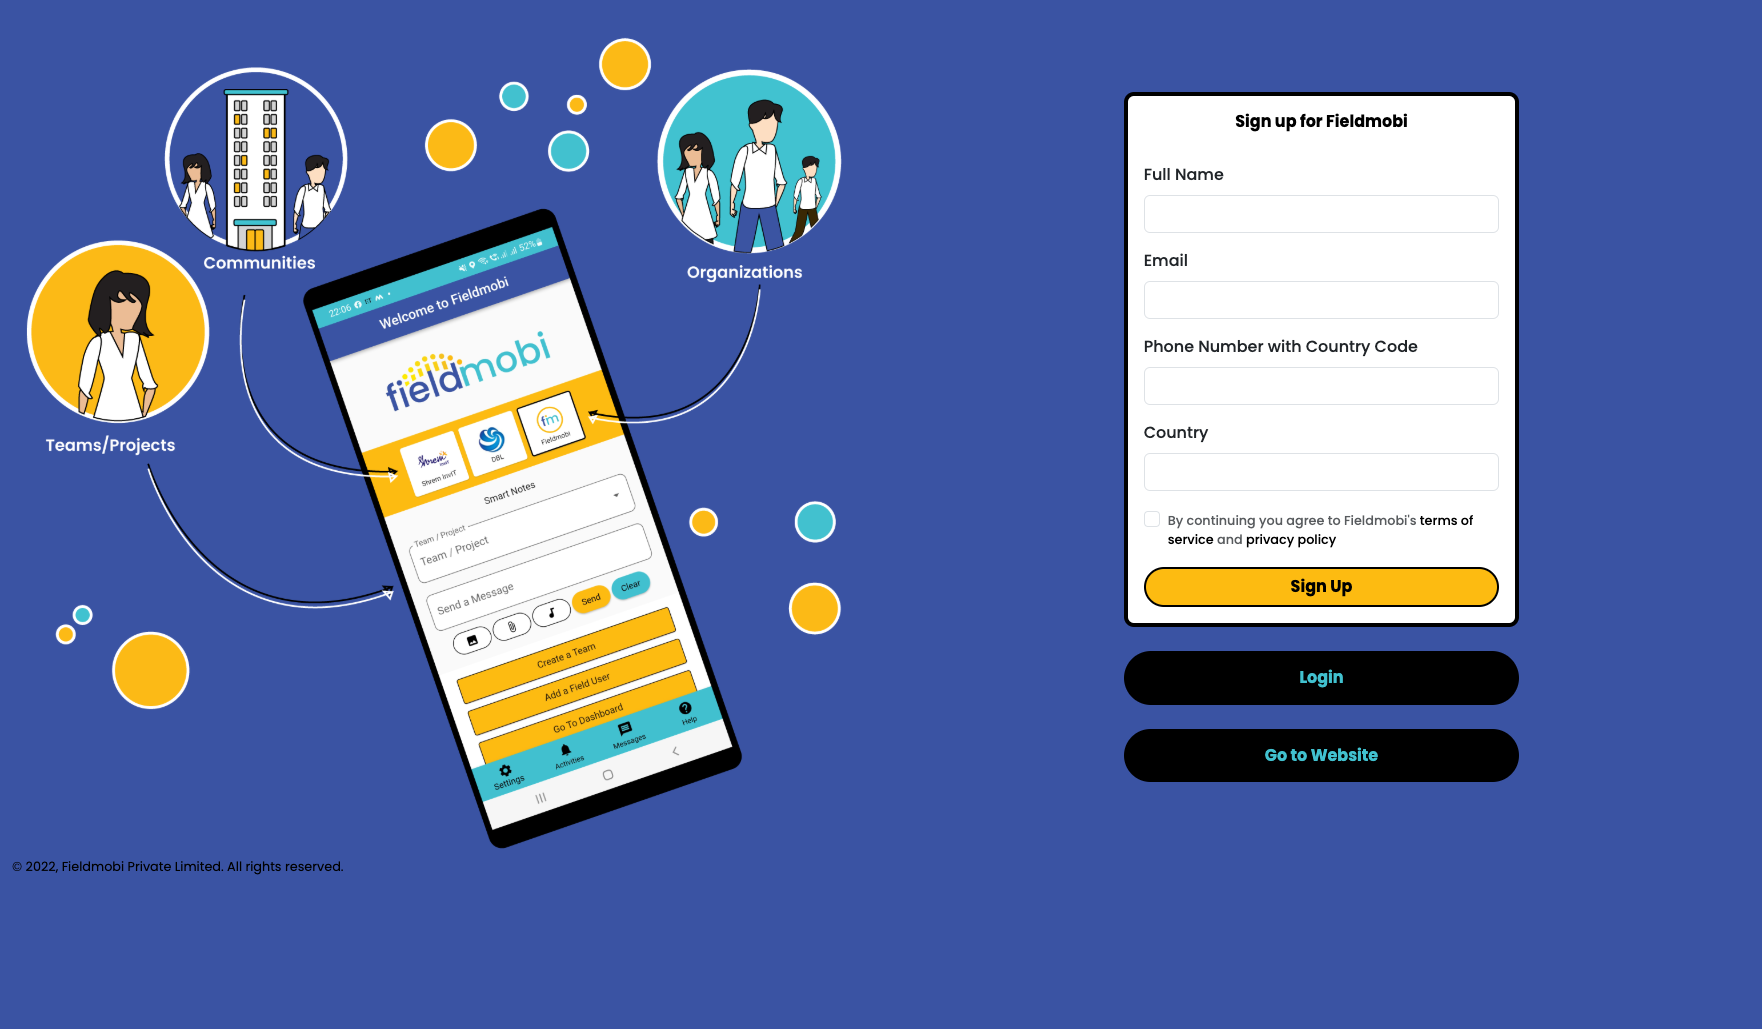 Communities
Organizations
Teams/Projects
22:06
52%
Welcome to Fieldmobi
fieldmobi
Shrem
InvIT
Shrem InvIT
DBL
fm
Fieldmobi
Smart Notes
Team / Project
Team / Project
Send a Message
Send
Clear
Create a Team
Add a Field User
Go To Dashboard
Settings
Activities
Messages
Help
© 2022, Fieldmobi Private Limited. All rights reserved.
Sign up for Fieldmobi
Full Name
Email
Phone Number with Country Code
Country
By continuing you agree to Fieldmobi's terms of
service and privacy policy
Sign Up
Login
Go to Website